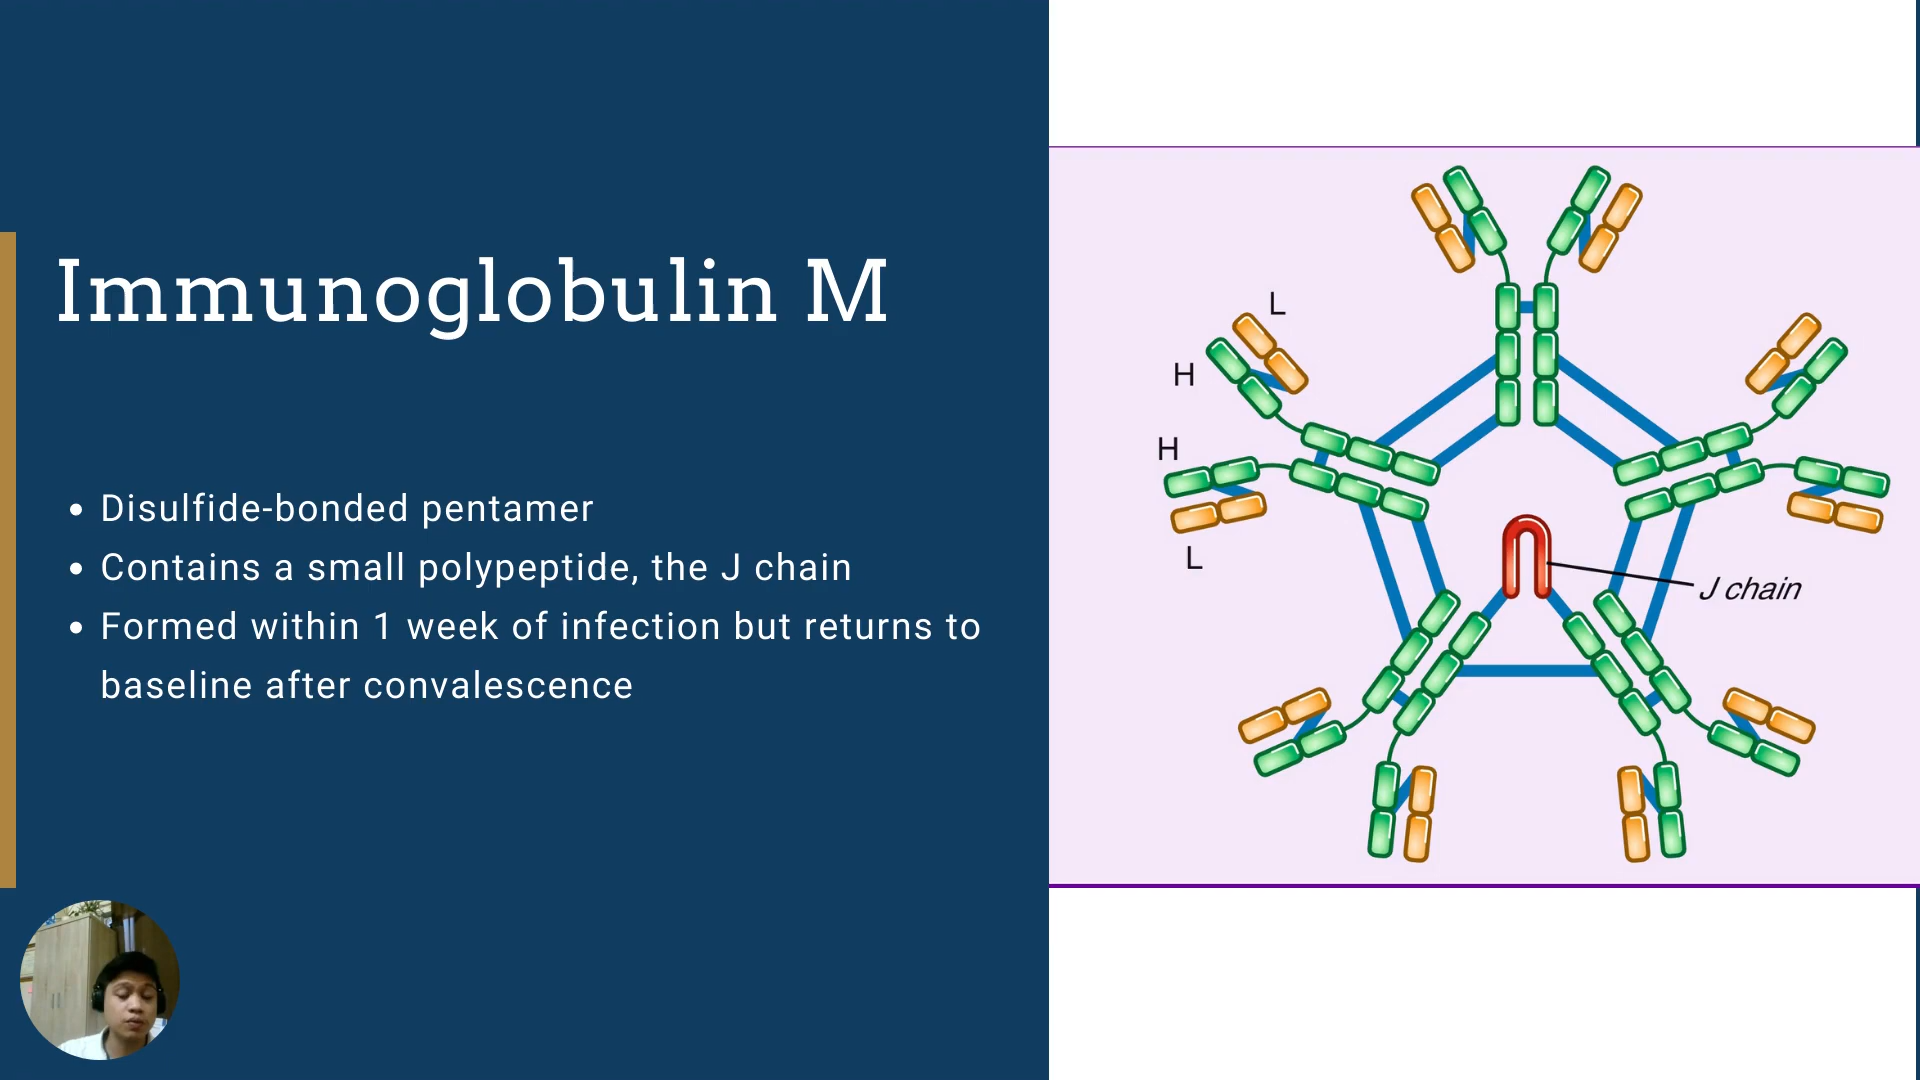 Immunoglobulin M
• Disulfide-bonded pentamer
• Contains a small polypeptide, the J chain
• Formed within 1 week of infection but returns to
baseline after convalescence
L
H
H
L
J chain